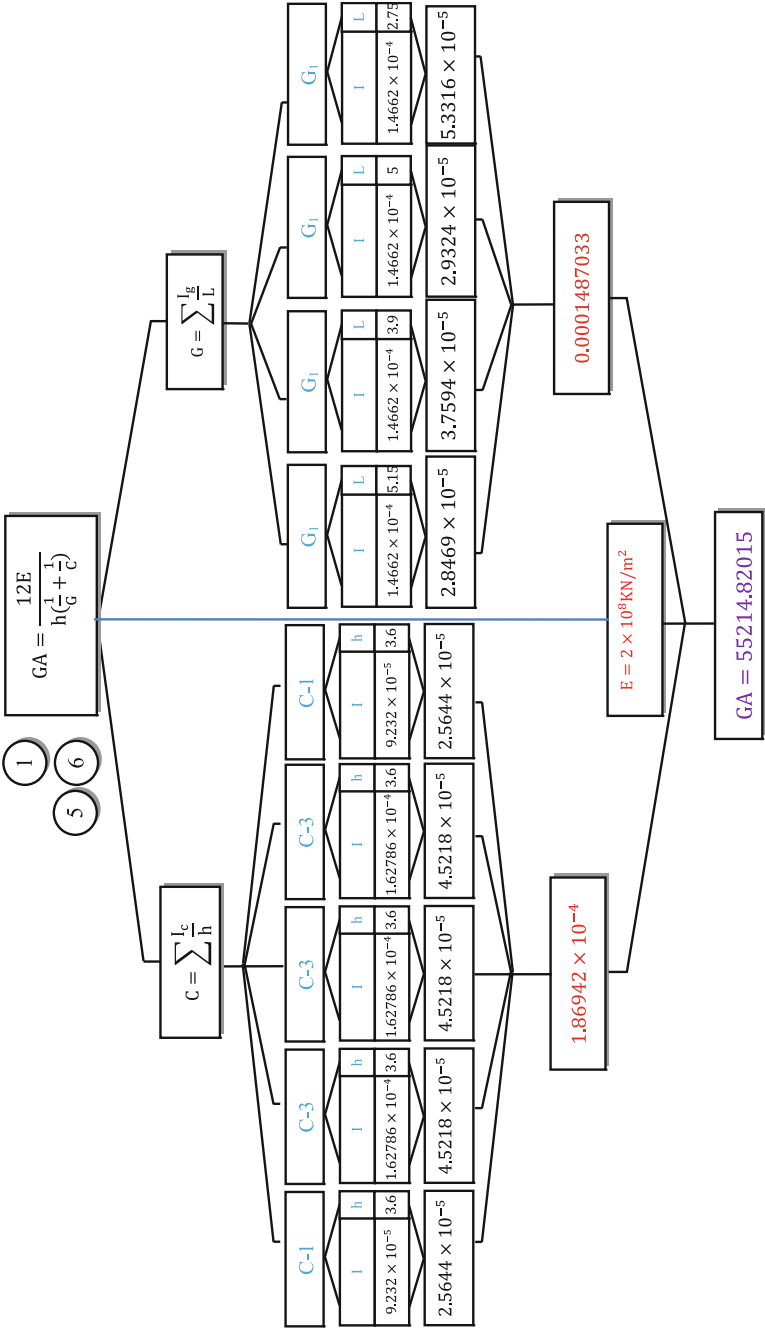 1
5
6
GA = 12E / h(1/G + 1/C)
C = ∑ I_c/h
G = ∑ I_g/L
C-1
C-3
C-3
C-3
C-1
G₁
G₁
G₁
G₁
I h
I h
I h
I h
I h
I L
I L
I L
I L
9.232 × 10⁻⁵ 3.6
1.62786 × 10⁻⁴ 3.6
1.62786 × 10⁻⁴ 3.6
1.62786 × 10⁻⁴ 3.6
9.232 × 10⁻⁵ 3.6
1.4662 × 10⁻⁴ 5.15
1.4662 × 10⁻⁴ 3.9
1.4662 × 10⁻⁴ 5
1.4662 × 10⁻⁴ 2.75
2.5644 × 10⁻⁵
4.5218 × 10⁻⁵
4.5218 × 10⁻⁵
4.5218 × 10⁻⁵
2.5644 × 10⁻⁵
2.8469 × 10⁻⁵
3.7594 × 10⁻⁵
2.9324 × 10⁻⁵
5.3316 × 10⁻⁵
1.86942 × 10⁻⁴
0.0001487033
E = 2 × 10⁸KN/m²
GA = 55214.82015